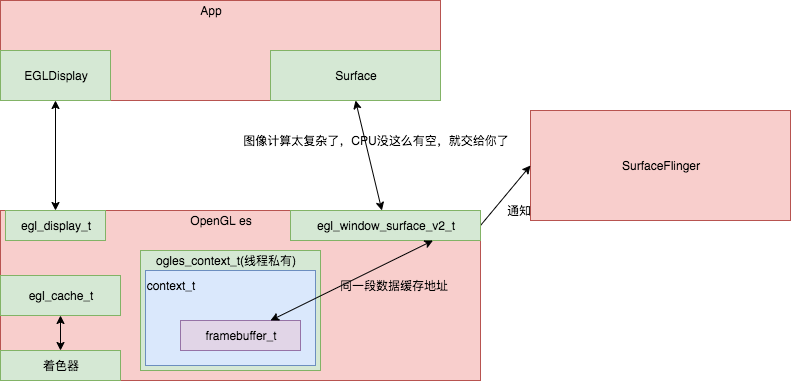 App
EGLDisplay
Surface
图像计算太复杂了，CPU没这么有空，就交给你了
SurfaceFlinger
通知
egl_display_t
OpenGL es
egl_window_surface_v2_t
ogles_context_t(线程私有)
context_t
同一段数据缓存地址
egl_cache_t
framebuffer_t
着色器